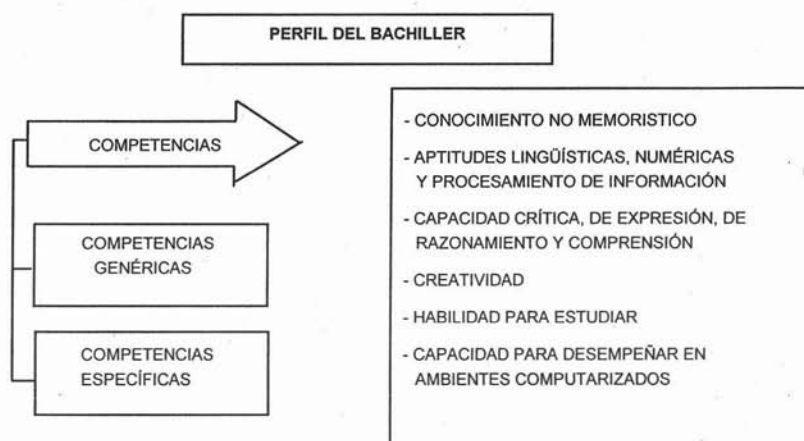 PERFIL DEL BACHILLER
COMPETENCIAS
COMPETENCIAS
GENÉRICAS
COMPETENCIAS
ESPECÍFICAS
- CONOCIMIENTO NO MEMORISTICO
- APTITUDES LINGÜÍSTICAS, NUMÉRICAS
Y PROCESAMIENTO DE INFORMACIÓN
- CAPACIDAD CRÍTICA, DE EXPRESIÓN, DE
RAZONAMIENTO Y COMPRENSIÓN
- CREATIVIDAD
- HABILIDAD PARA ESTUDIAR
- CAPACIDAD PARA DESEMPEÑAR EN
AMBIENTES COMPUTARIZADOS